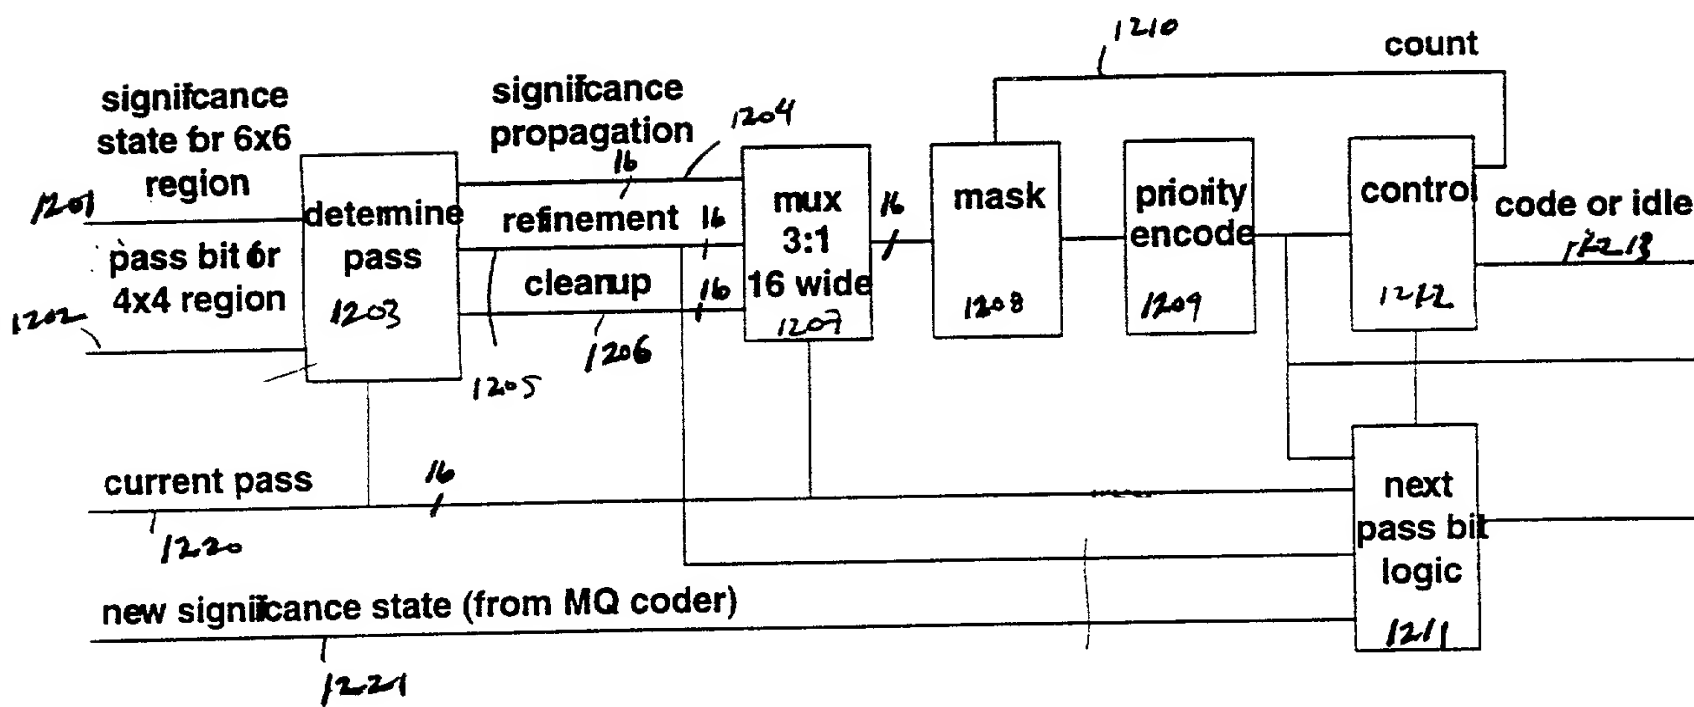 1210
count
signifcance
state for 6x6
region
1201
pass bit for
4x4 region
1202
determine
pass
1203
signifcance
propagation
1204
16
refinement
16
1205
cleanup
16
1206
mux
3:1
16 wide
1207
16
mask
1208
priority
encode
1209
control
1212
code or idle
1213
current pass
16
1220
next
pass bit
logic
1211
new signifcance state (from MQ coder)
1221